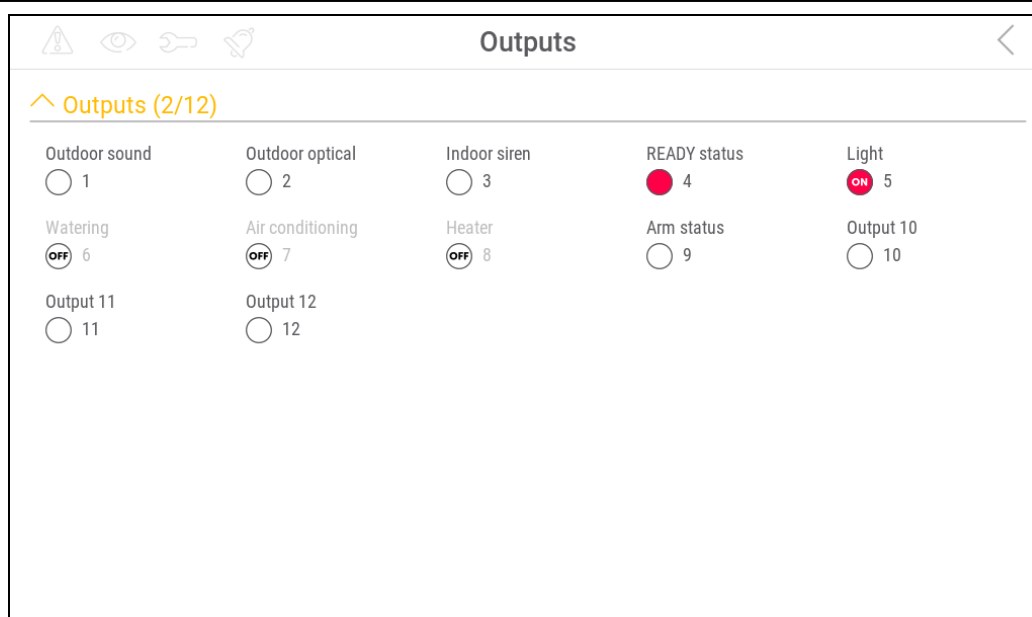 Outputs
Outputs (2/12)
Outdoor sound Outdoor optical Indoor siren READY status Light
1 2 3 4 ON 5
Watering Air conditioning Heater Arm status Output 10
OFF 6 OFF 7 OFF 8 9 10
Output 11 Output 12
11 12